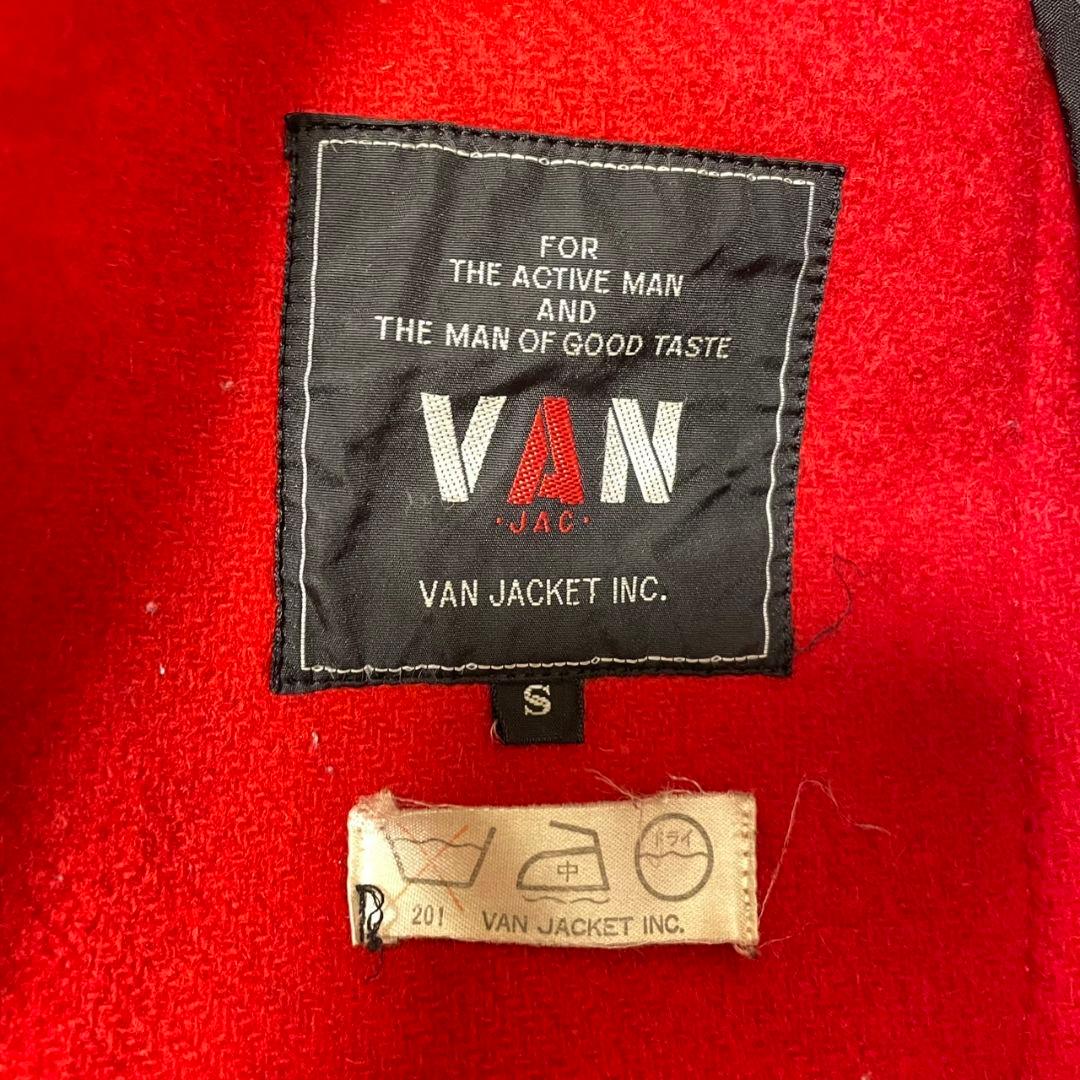 FOR
THE ACTIVE MAN
AND
THE MAN OF GOOD TASTE
VAN
·JAC·
VAN JACKET INC.
S
中
ドライ
201 VAN JACKET INC.